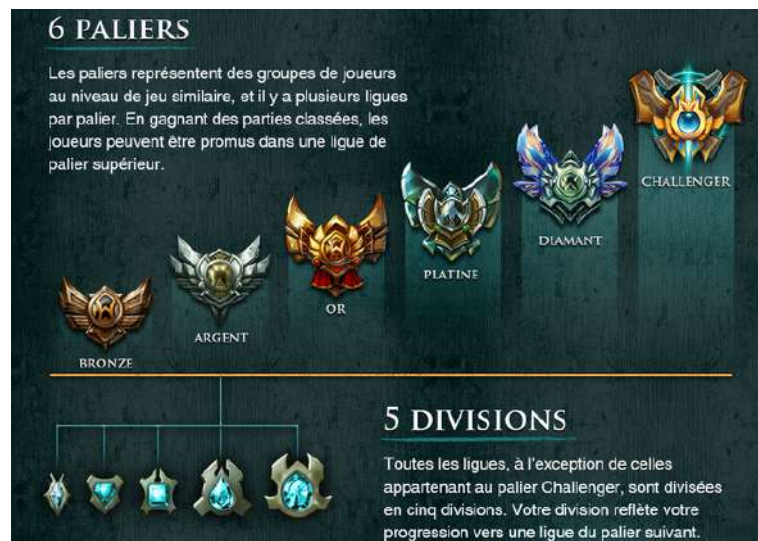 6 PALIERS
Les paliers représentent des groupes de joueurs
au niveau de jeu similaire, et il y a plusieurs ligues
par palier. En gagnant des parties classées, les
joueurs peuvent être promus dans une ligue de
palier supérieur.
CHALLENGER
DIAMANT
PLATINE
OR
ARGENT
BRONZE
5 DIVISIONS
Toutes les ligues, à l'exception de celles
appartenant au palier Challenger, sont divisées
en cinq divisions. Votre division reflète votre
progression vers une ligue du palier suivant.